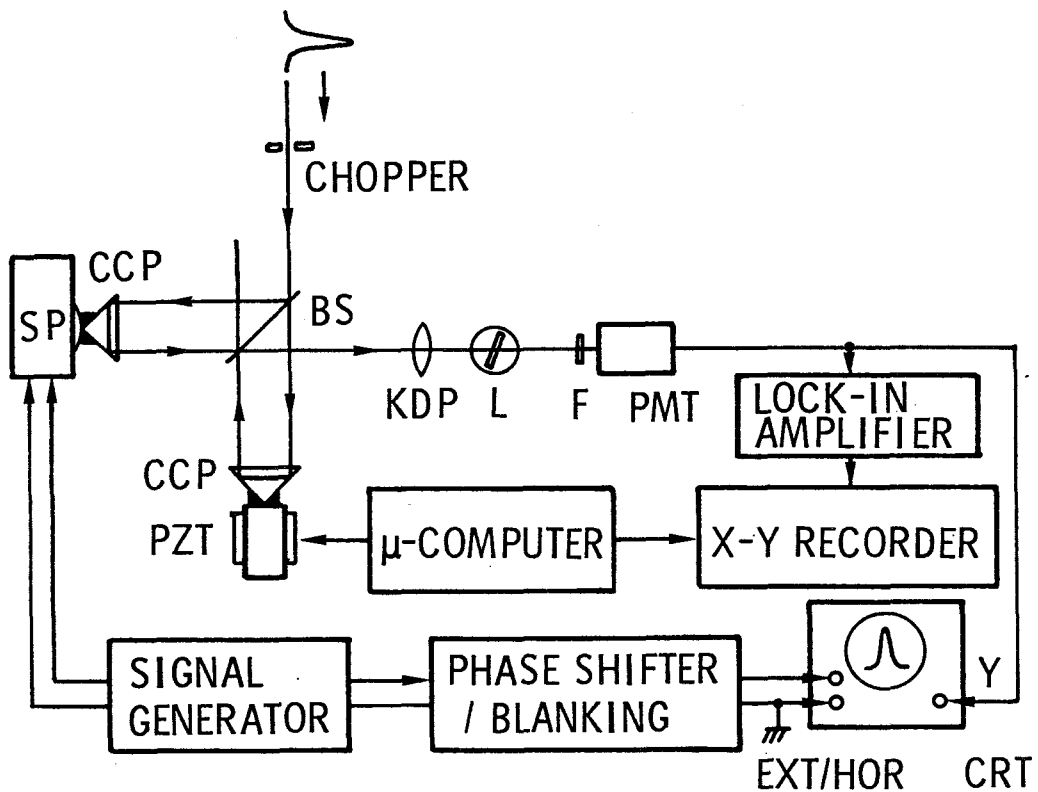 CHOPPER
CCP
SP
BS
KDP
L
F
PMT
LOCK-IN
AMPLIFIER
CCP
PZT
μ-COMPUTER
X-Y RECORDER
SIGNAL
GENERATOR
PHASE SHIFTER
/ BLANKING
Y
EXT/HOR
CRT